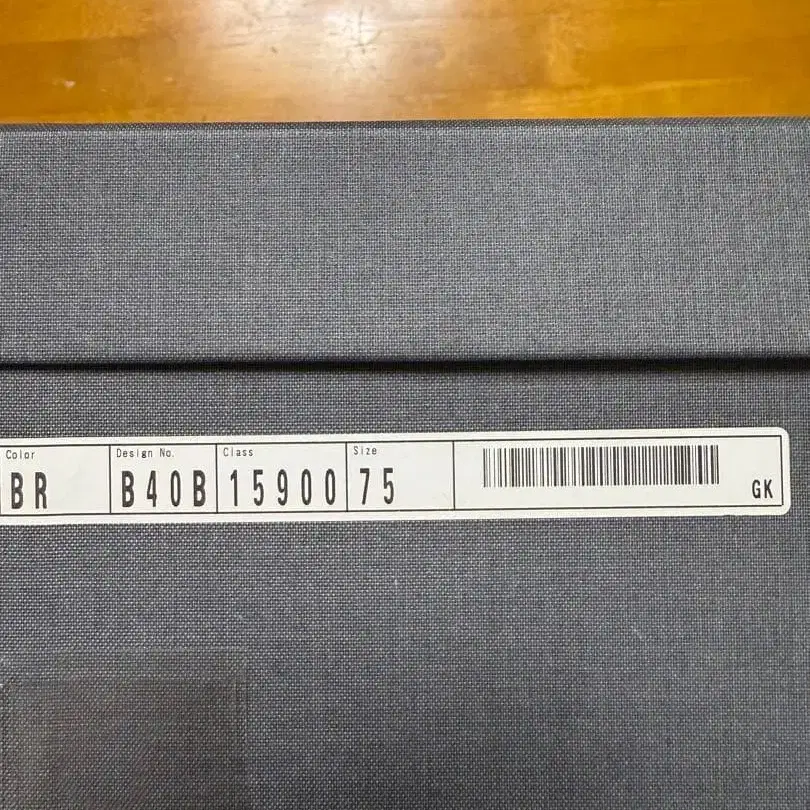 Color Design No. Class Size
BR B40B 15900 75 GK